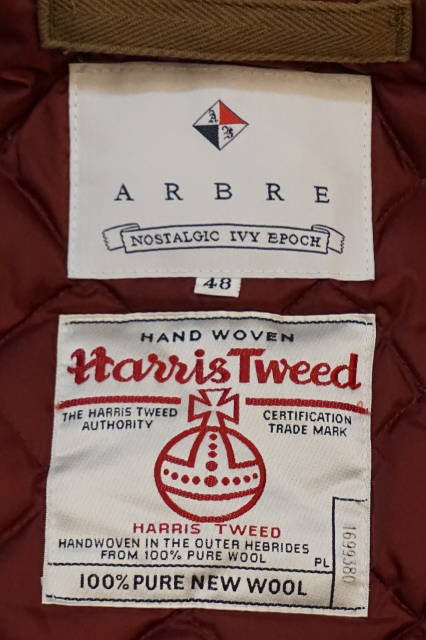 A
B
ARBRE
NOSTALGIC IVY EPOCH
48
HAND WOVEN
Harris Tweed
THE HARRIS TWEED AUTHORITY
CERTIFICATION TRADE MARK
HARRIS TWEED
HANDWOVEN IN THE OUTER HEBRIDES
FROM 100% PURE WOOL
PL
1699380
100% PURE NEW WOOL